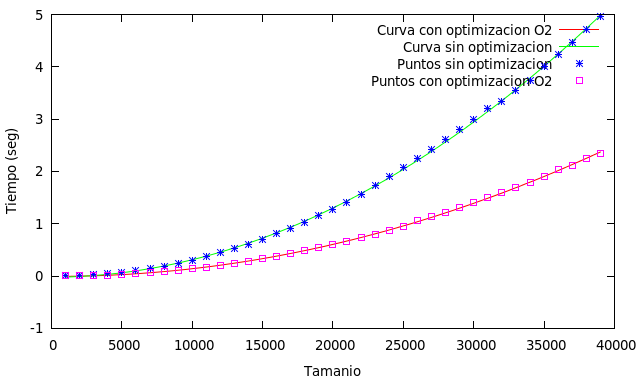 Curva con optimizacion O2
Curva sin optimizacion
Puntos sin optimizacion
Puntos con optimizacion O2
5
4
3
2
1
0
-1
Tiempo (seg)
0 5000 10000 15000 20000 25000 30000 35000 40000
Tamanio